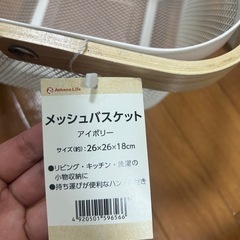 Athena Life
メッシュバスケット
アイボリー
サイズ(約):26×26×18cm
●リビング・キッチン・洗濯の
小物収納に
●持ち運びが便利なハンドル付き
4920501596566